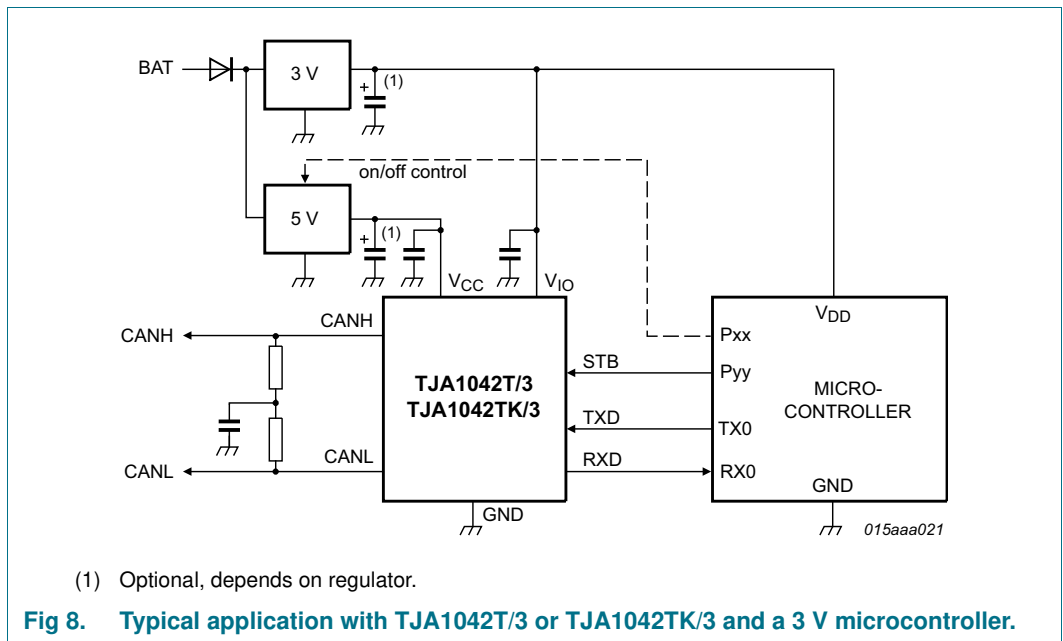 BAT
3 V
+ (1)
on/off control
5 V
+ (1)
VCC
VIO
CANH
CANH
TJA1042T/3
TJA1042TK/3
CANL
CANL
GND
STB
TXD
RXD
VDD
Pxx
Pyy
MICRO-
CONTROLLER
TX0
RX0
GND
015aaa021
(1) Optional, depends on regulator.
Fig 8. Typical application with TJA1042T/3 or TJA1042TK/3 and a 3 V microcontroller.